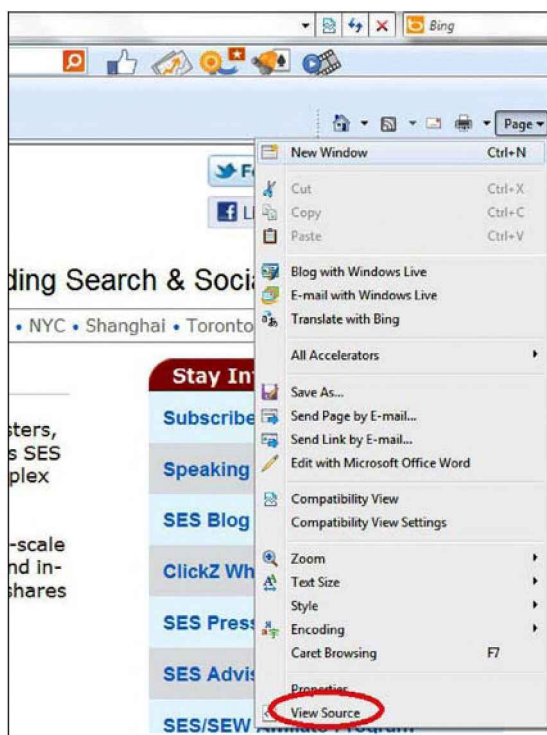 Bing
Page
New Window Ctrl+N
Cut Ctrl+X
Copy Ctrl+C
Paste Ctrl+V
Blog with Windows Live
E-mail with Windows Live
Translate with Bing
All Accelerators
Save As...
Send Page by E-mail...
Send Link by E-mail...
Edit with Microsoft Office Word
Compatibility View
Compatibility View Settings
Zoom
Text Size
Style
Encoding
Caret Browsing F7
Properties
View Source
ding Search & Soci
• NYC • Shanghai • Toronto
sters,
s SES
plex
-scale
nd in-
shares
Stay In
Subscribe
Speaking
SES Blog
ClickZ Wh
SES Press
SES Advis
SES/SEW Affiliate Program